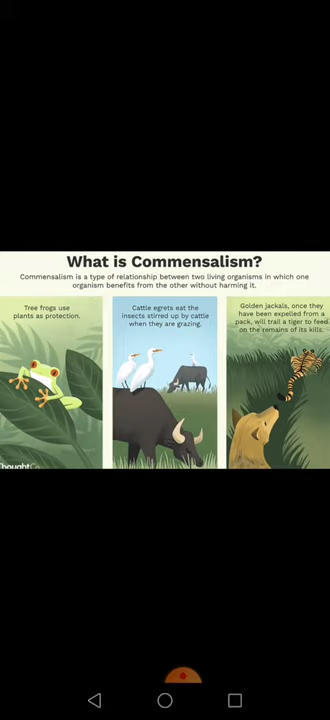 What is Commensalism?
Commensalism is a type of relationship between two living organisms in which one
organism benefits from the other without harming it.
Tree frogs use
plants as protection.
Cattle egrets eat the
insects stirred up by cattle
when they are grazing.
Golden jackals, once they
have been expelled from a
pack, will trail a tiger to feed
on the remains of its kills.
ThoughtCo